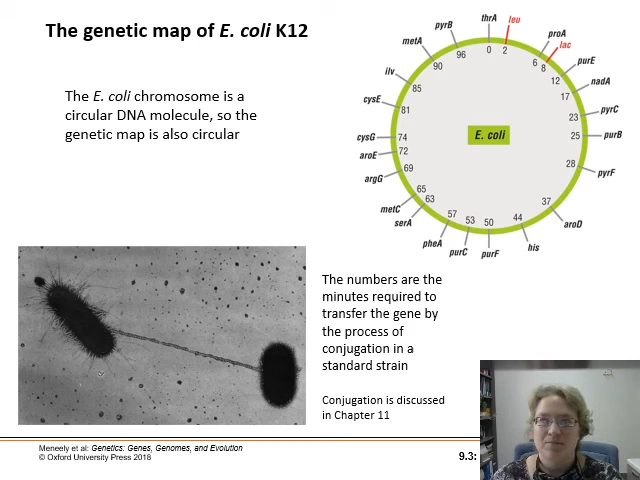 The genetic map of E. coli K12
The E. coli chromosome is a
circular DNA molecule, so the
genetic map is also circular
thrA
leu
proA
lac
purE
nadA
pyrC
purB
pyrF
aroD
his
purF
purC
pheA
serA
metC
argG
aroE
cysG
cysE
ilv
metA
pyrB
0
2
6
8
12
17
23
25
28
37
44
50
53
57
63
65
69
72
74
81
85
90
96
E. coli
The numbers are the
minutes required to
transfer the gene by
the process of
conjugation in a
standard strain
Conjugation is discussed
in Chapter 11
Meneely et al: Genetics: Genes, Genomes, and Evolution
© Oxford University Press 2018
9.3: